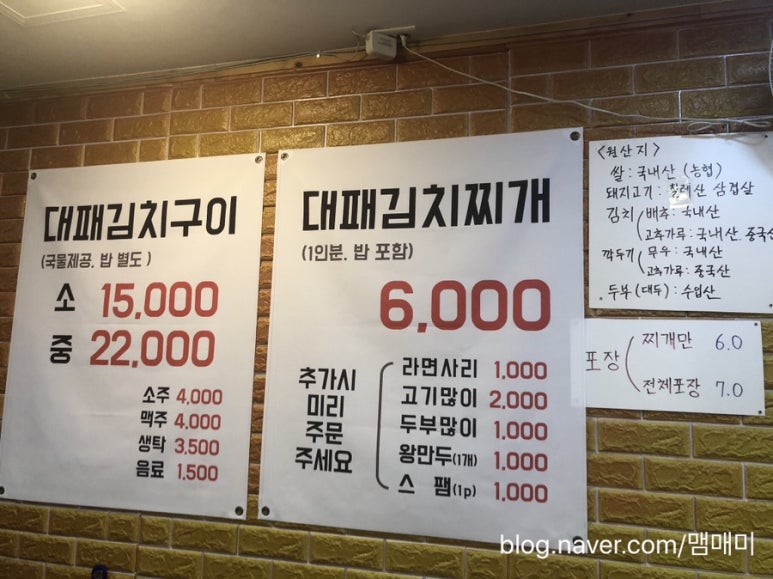 대패김치구이
(국물제공, 밥 별도)
소 15,000
중 22,000
소주 4,000
맥주 4,000
생탁 3,500
음료 1,500
대패김치찌개
(1인분, 밥 포함)
6,000
추가시
미리
주문
주세요
라면사리 1,000
고기많이 2,000
두부많이 1,000
왕만두(1개) 1,000
스팸(1p) 1,000
<원산지>
쌀 : 국내산 (농협)
돼지고기 : 칠레산 삼겹살
김치 배추 : 국내산
고춧가루 : 국내산, 중국산
깍두기 무우 : 국내산
고춧가루 : 중국산
두부 (대두) : 수입산
포장
찌개만 6.0
전체포장 7.0
blog.naver.com/맴매미